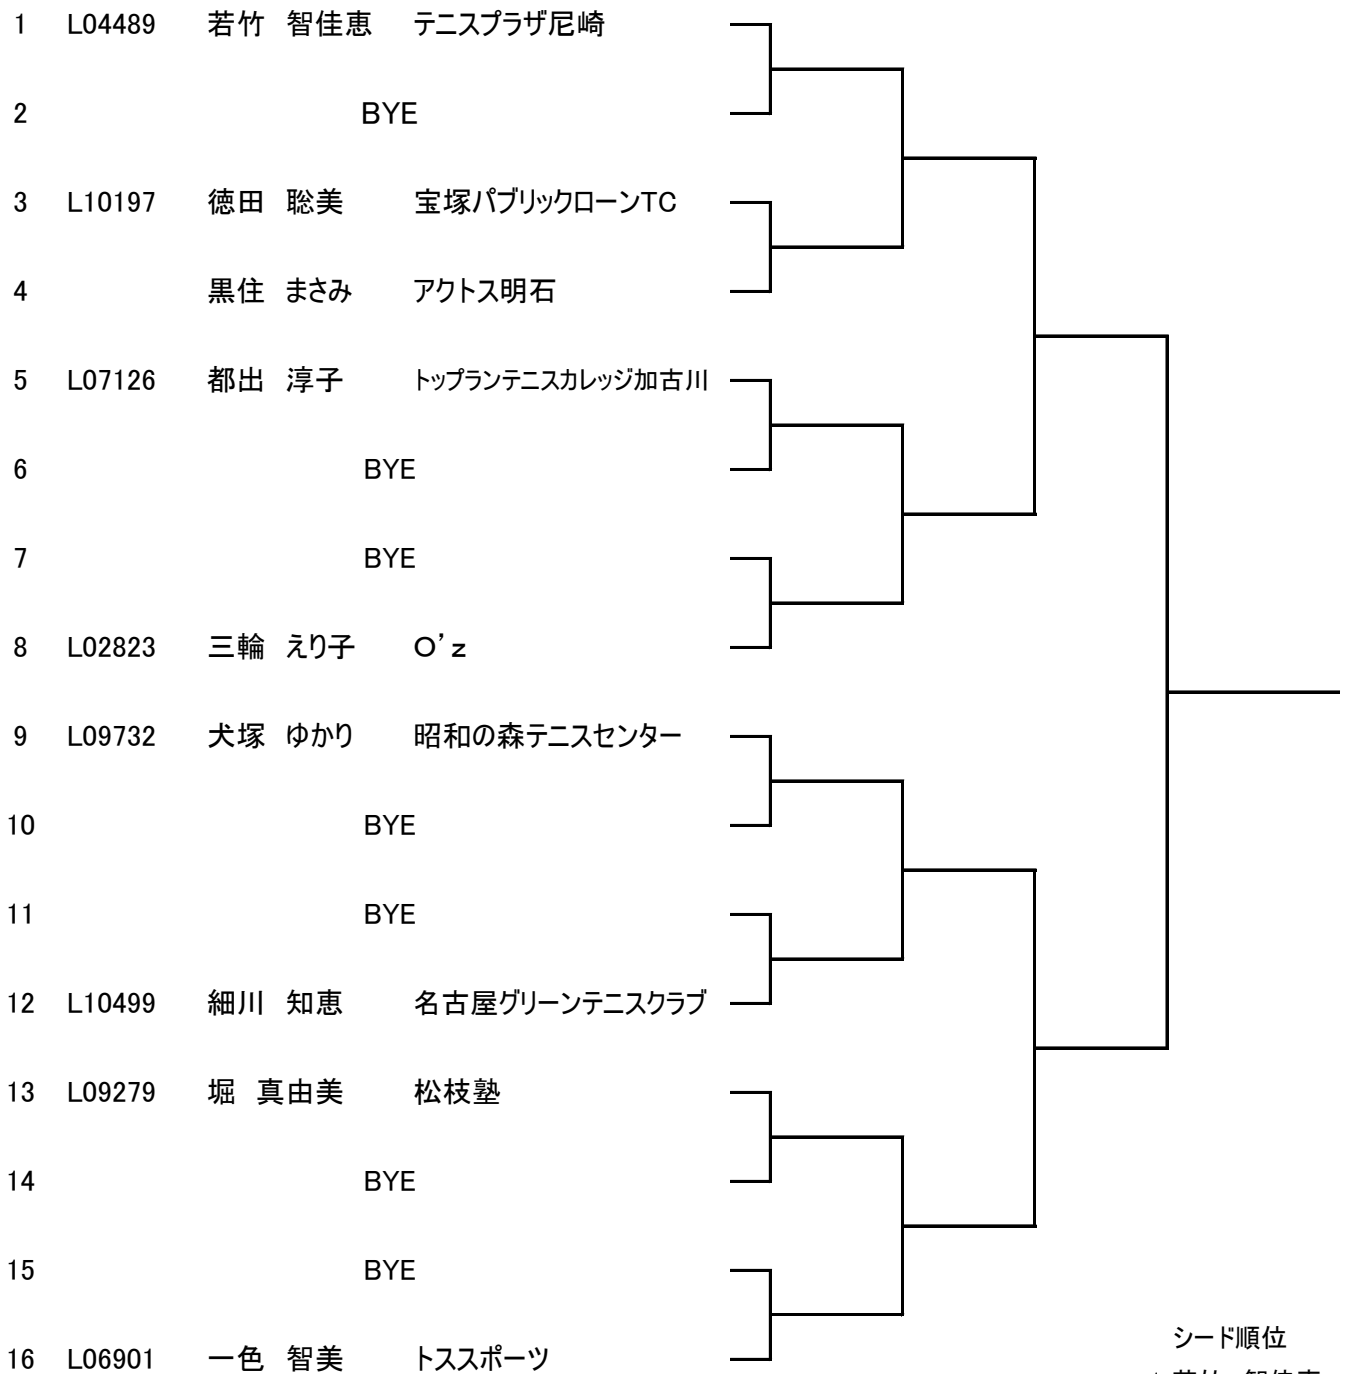 1 L04489 若竹 智佳恵 テニスプラザ尼崎
2 BYE
3 L10197 徳田 聡美 宝塚パブリックローンTC
4 黒住 まさみ アクトス明石
5 L07126 都出 淳子 トップランテニスカレッジ加古川
6 BYE
7 BYE
8 L02823 三輪 えり子 O’z
9 L09732 犬塚 ゆかり 昭和の森テニスセンター
10 BYE
11 BYE
12 L10499 細川 知恵 名古屋グリーンテニスクラブ
13 L09279 堀 真由美 松枝塾
14 BYE
15 BYE
シード順位
16 L06901 一色 智美 トススポーツ